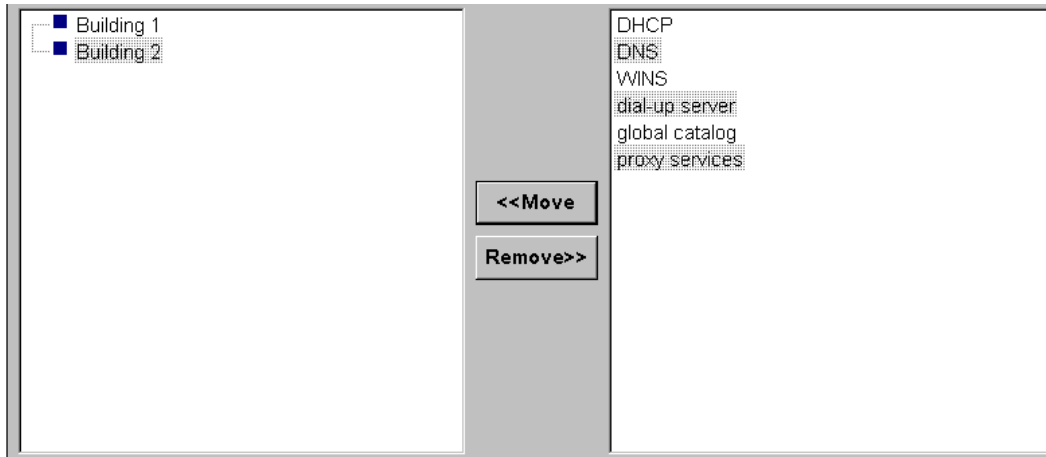 Building 1
Building 2
<<Move
Remove>>
DHCP
DNS
WINS
dial-up server
global catalog
proxy services